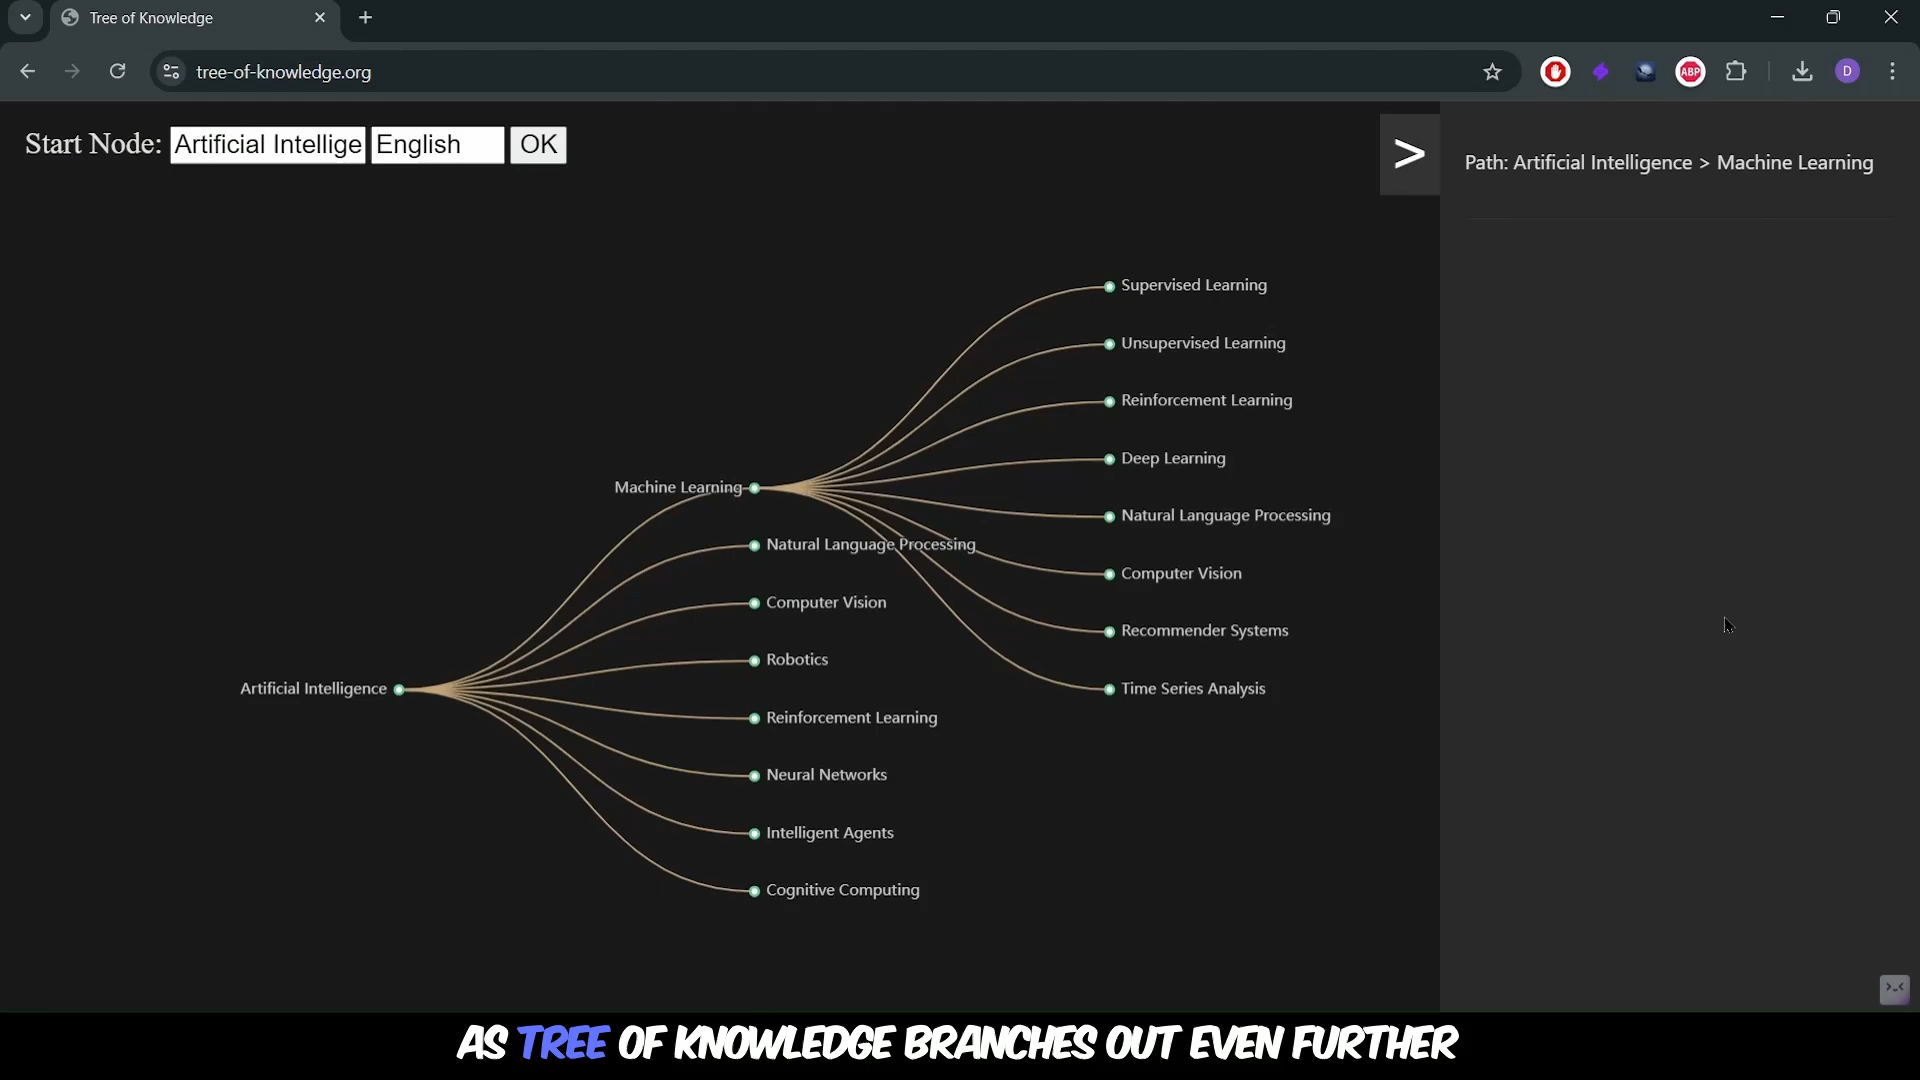 Tree of Knowledge
tree-of-knowledge.org
ABP
D
Start Node: Artificial Intellige English OK
>
Path: Artificial Intelligence > Machine Learning
Supervised Learning
Unsupervised Learning
Reinforcement Learning
Deep Learning
Machine Learning
Natural Language Processing
Natural Language Processing
Computer Vision
Computer Vision
Recommender Systems
Robotics
Artificial Intelligence
Time Series Analysis
Reinforcement Learning
Neural Networks
Intelligent Agents
Cognitive Computing
AS TREE OF KNOWLEDGE BRANCHES OUT EVEN FURTHER